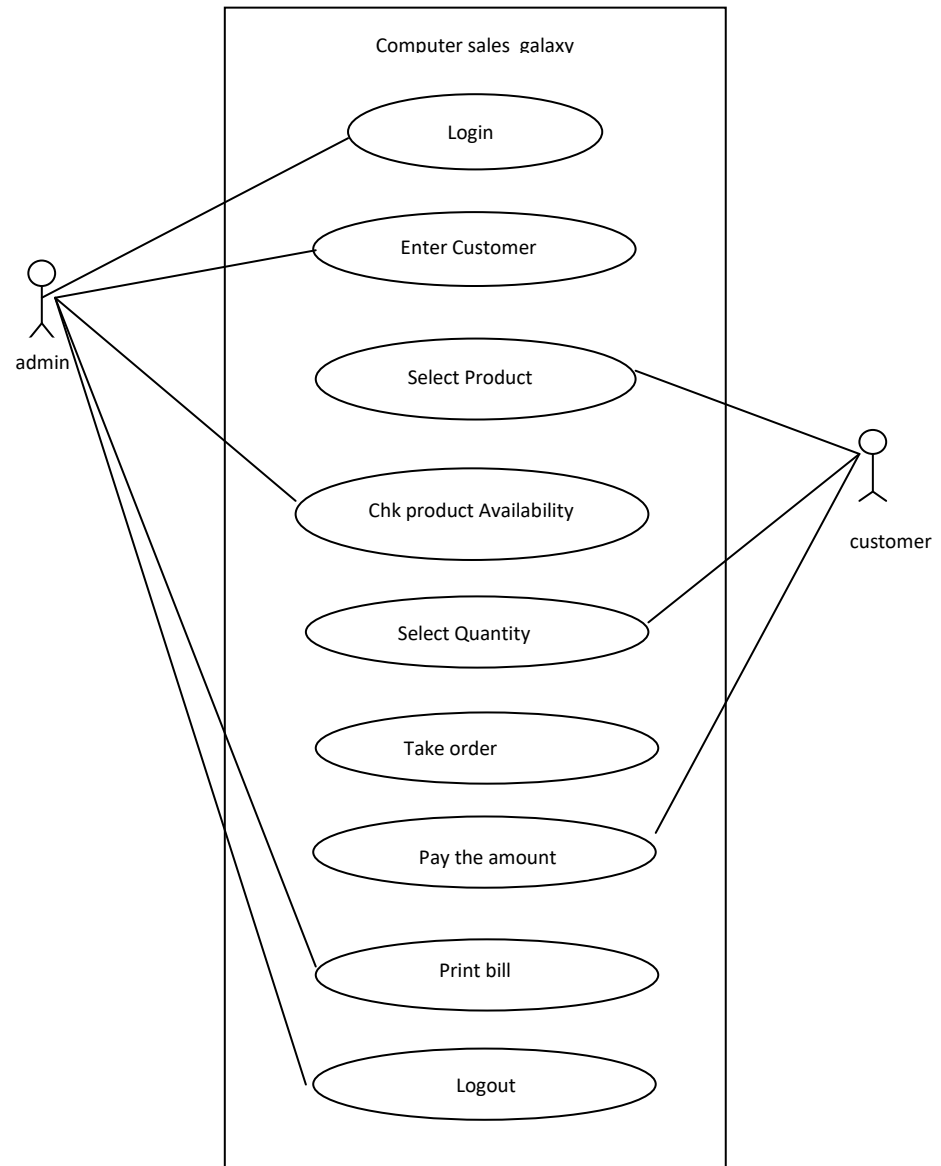 Computer sales galaxy
Login
Enter Customer
admin
Select Product
Chk product Availability
customer
Select Quantity
Take order
Pay the amount
Print bill
Logout